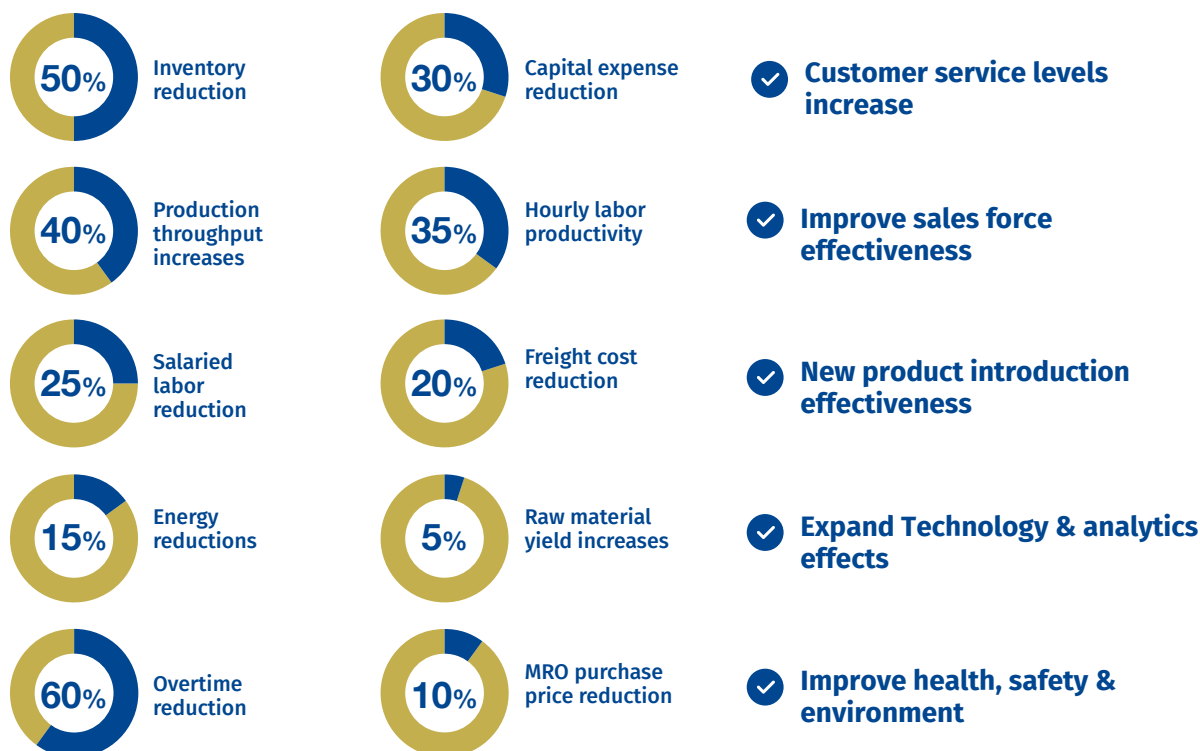 50%
Inventory
reduction
30%
Capital expense
reduction
Customer service levels
increase
40%
Production
throughput
increases
35%
Hourly labor
productivity
Improve sales force
effectiveness
25%
Salaried
labor
reduction
20%
Freight cost
reduction
New product introduction
effectiveness
15%
Energy
reductions
5%
Raw material
yield increases
Expand Technology & analytics
effects
60%
Overtime
reduction
10%
MRO purchase
price reduction
Improve health, safety &
environment